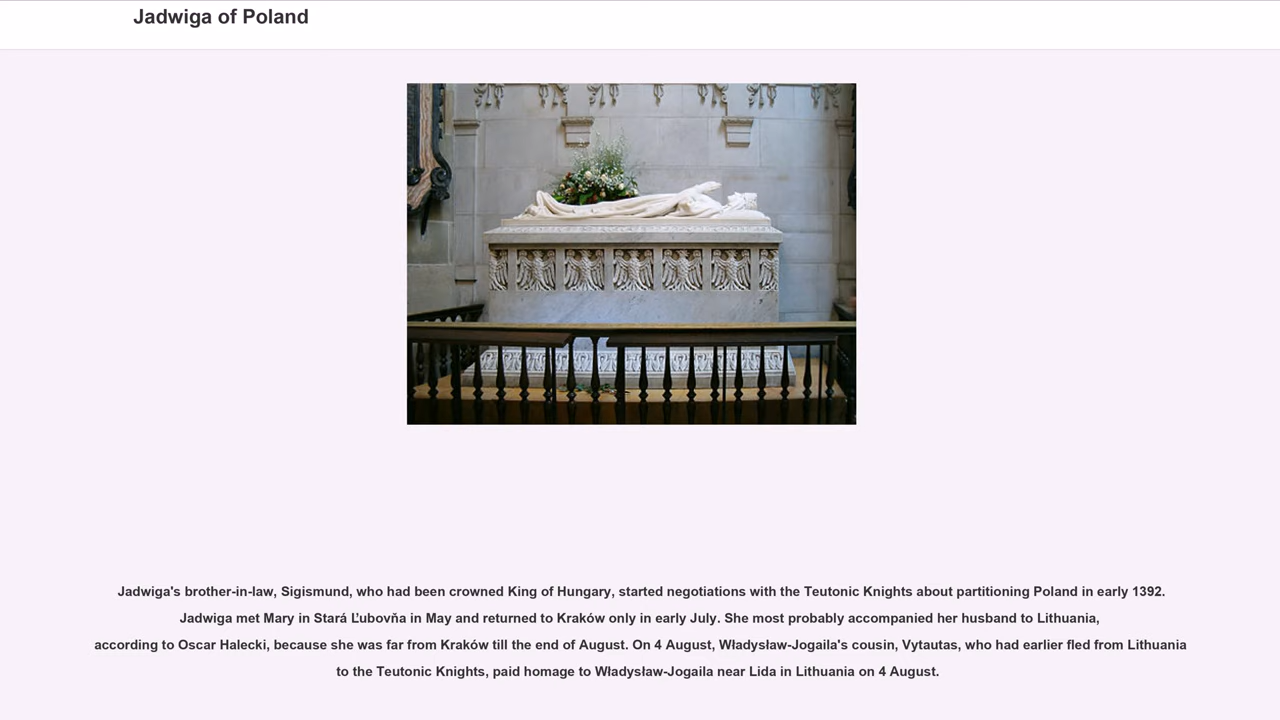 Jadwiga of Poland
Jadwiga's brother-in-law, Sigismund, who had been crowned King of Hungary, started negotiations with the Teutonic Knights about partitioning Poland in early 1392.
Jadwiga met Mary in Stará Ľubovňa in May and returned to Kraków only in early July. She most probably accompanied her husband to Lithuania,
according to Oscar Halecki, because she was far from Kraków till the end of August. On 4 August, Władysław-Jogaila's cousin, Vytautas, who had earlier fled from Lithuania
to the Teutonic Knights, paid homage to Władysław-Jogaila near Lida in Lithuania on 4 August.